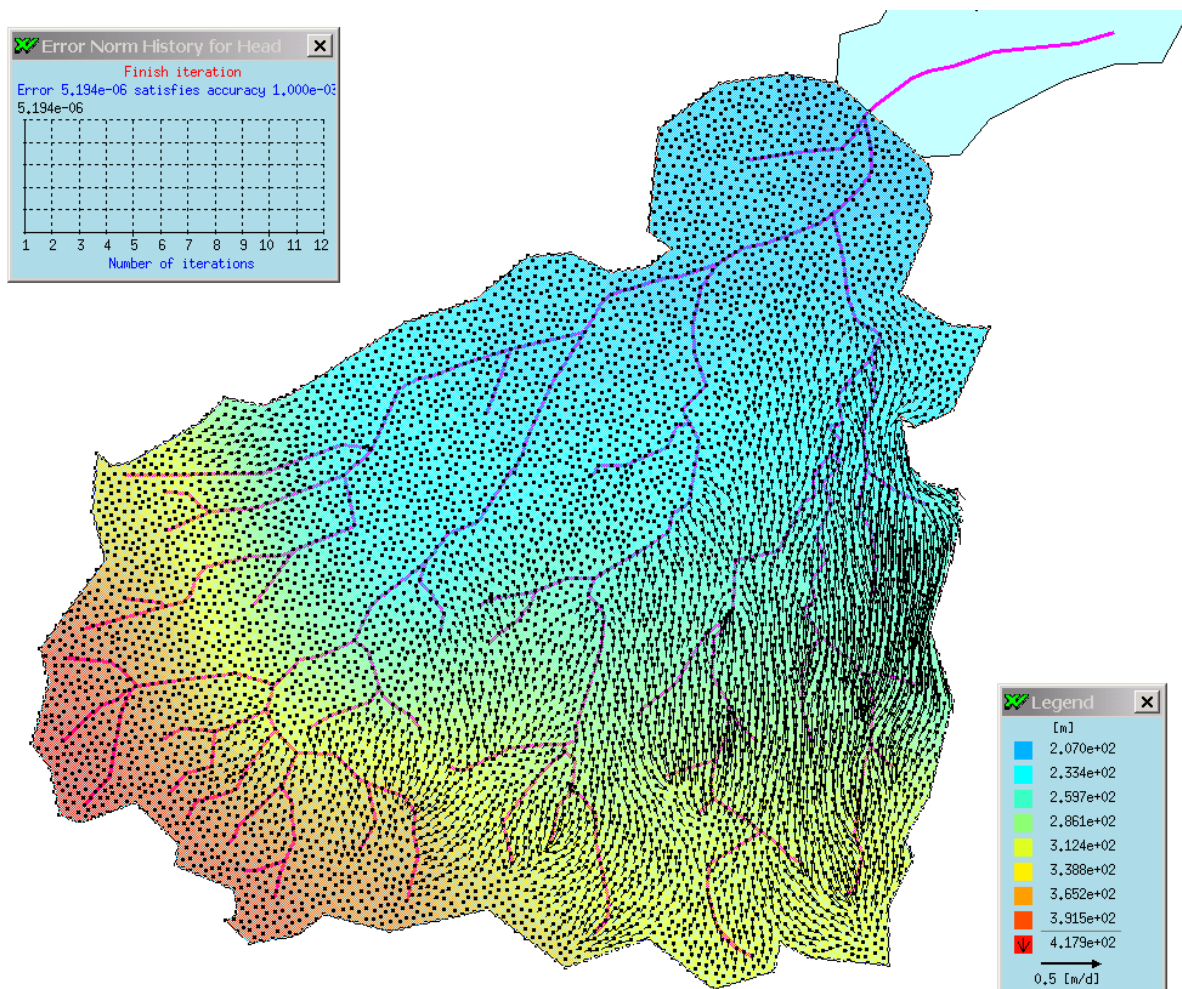 Error Norm History for Head
Finish iteration
Error 5.194e-06 satisfies accuracy 1.000e-03
5.194e-06
1 2 3 4 5 6 7 8 9 10 11 12
Number of iterations
Legend
[m]
2.070e+02
2.334e+02
2.597e+02
2.861e+02
3.124e+02
3.388e+02
3.652e+02
3.915e+02
4.179e+02
0.5 [m/d]